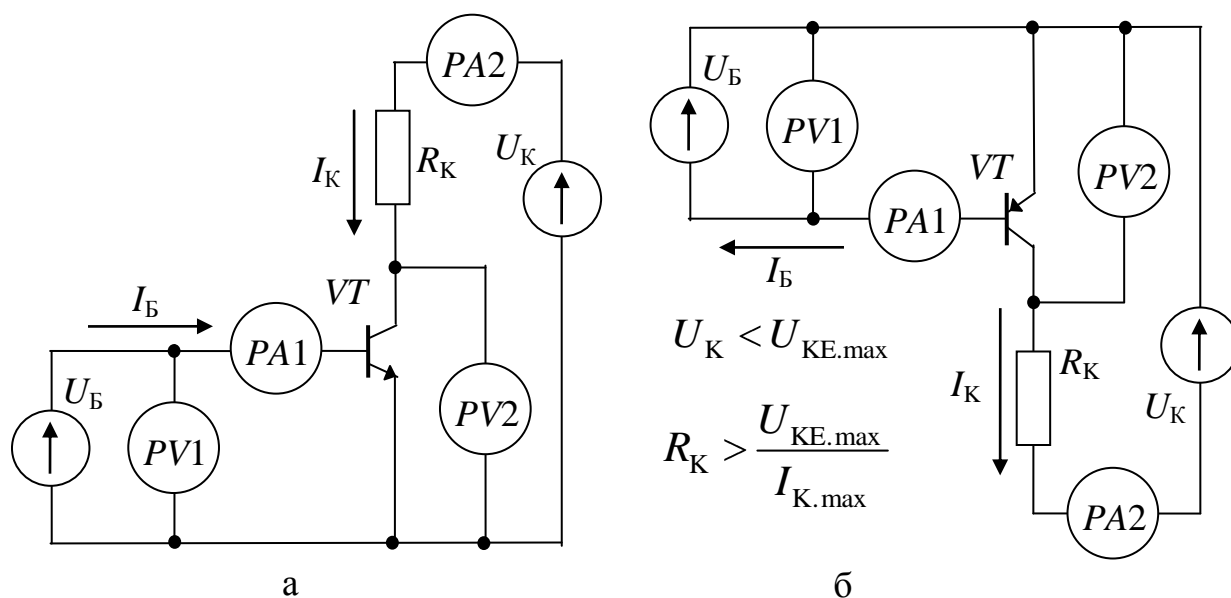 PA2
R_К
I_К
U_К
VT
I_Б
PA1
U_Б
PV1
PV2
а
U_Б
PV1
VT
PV2
PA1
I_Б
U_К < U_КЕ.max
R_К > U_КЕ.max / I_К.max
I_К
R_К
U_К
PA2
б